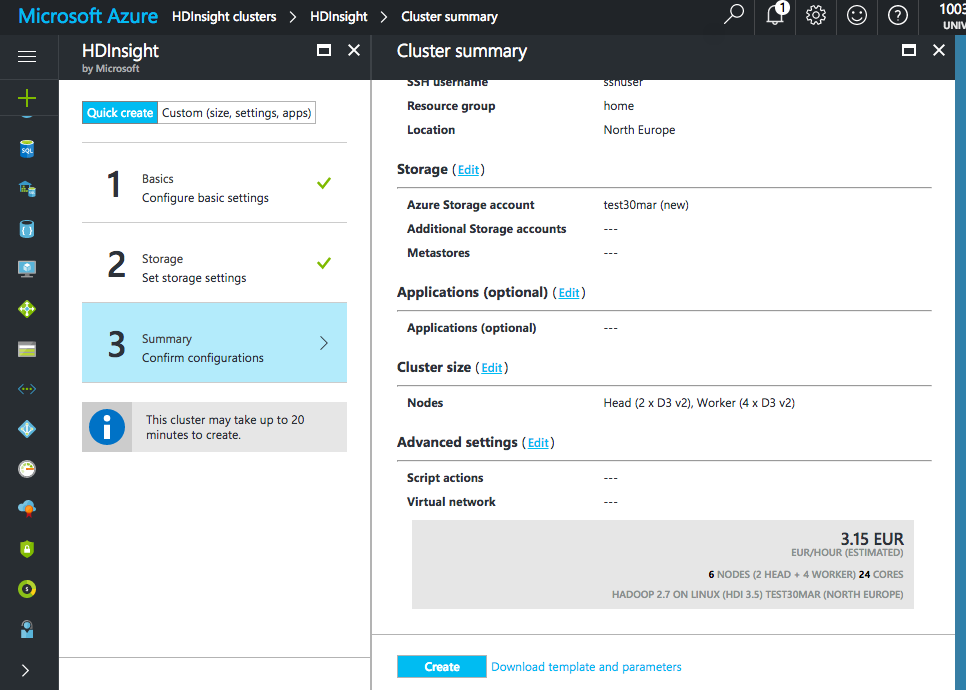 Microsoft Azure HDInsight clusters > HDInsight > Cluster summary
1
1003
UNIV
HDInsight
by Microsoft
Quick create Custom (size, settings, apps)
1 Basics
Configure basic settings
2 Storage
Set storage settings
3 Summary
Confirm configurations
This cluster may take up to 20
minutes to create.
SQL
Cluster summary
SSH username sshuser
Resource group home
Location North Europe
Storage (Edit)
Azure Storage account test30mar (new)
Additional Storage accounts ---
Metastores ---
Applications (optional) (Edit)
Applications (optional) ---
Cluster size (Edit)
Nodes Head (2 x D3 v2), Worker (4 x D3 v2)
Advanced settings (Edit)
Script actions ---
Virtual network ---
3.15 EUR
EUR/HOUR (ESTIMATED)
6 NODES (2 HEAD + 4 WORKER) 24 CORES
HADOOP 2.7 ON LINUX (HDI 3.5) TEST30MAR (NORTH EUROPE)
Create Download template and parameters